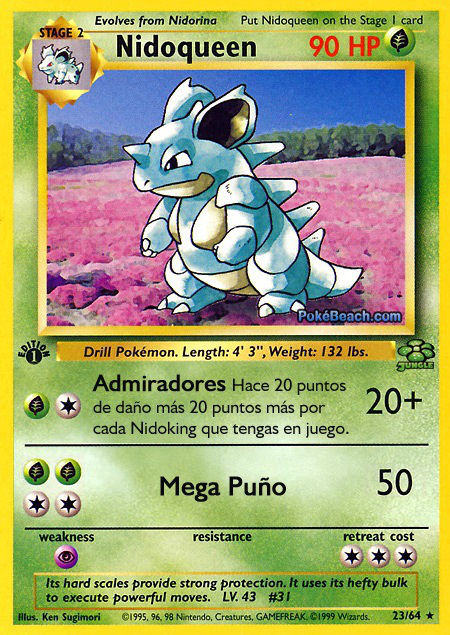 Evolves from Nidorina Put Nidoqueen on the Stage 1 card
STAGE 2
Nidoqueen 90 HP
PokéBeach.com
EDITION
1
Drill Pokémon. Length: 4' 3", Weight: 132 lbs.
JUNGLE
Admiradores Hace 20 puntos
de daño más 20 puntos más por
cada Nidoking que tengas en juego.
20+
Mega Puño 50
weakness resistance retreat cost
Its hard scales provide strong protection. It uses its hefty bulk
to execute powerful moves. LV. 43 #31
Illus. Ken Sugimori ©1995, 96, 98 Nintendo, Creatures, GAMEFREAK. ©1999 Wizards. 23/64 ★